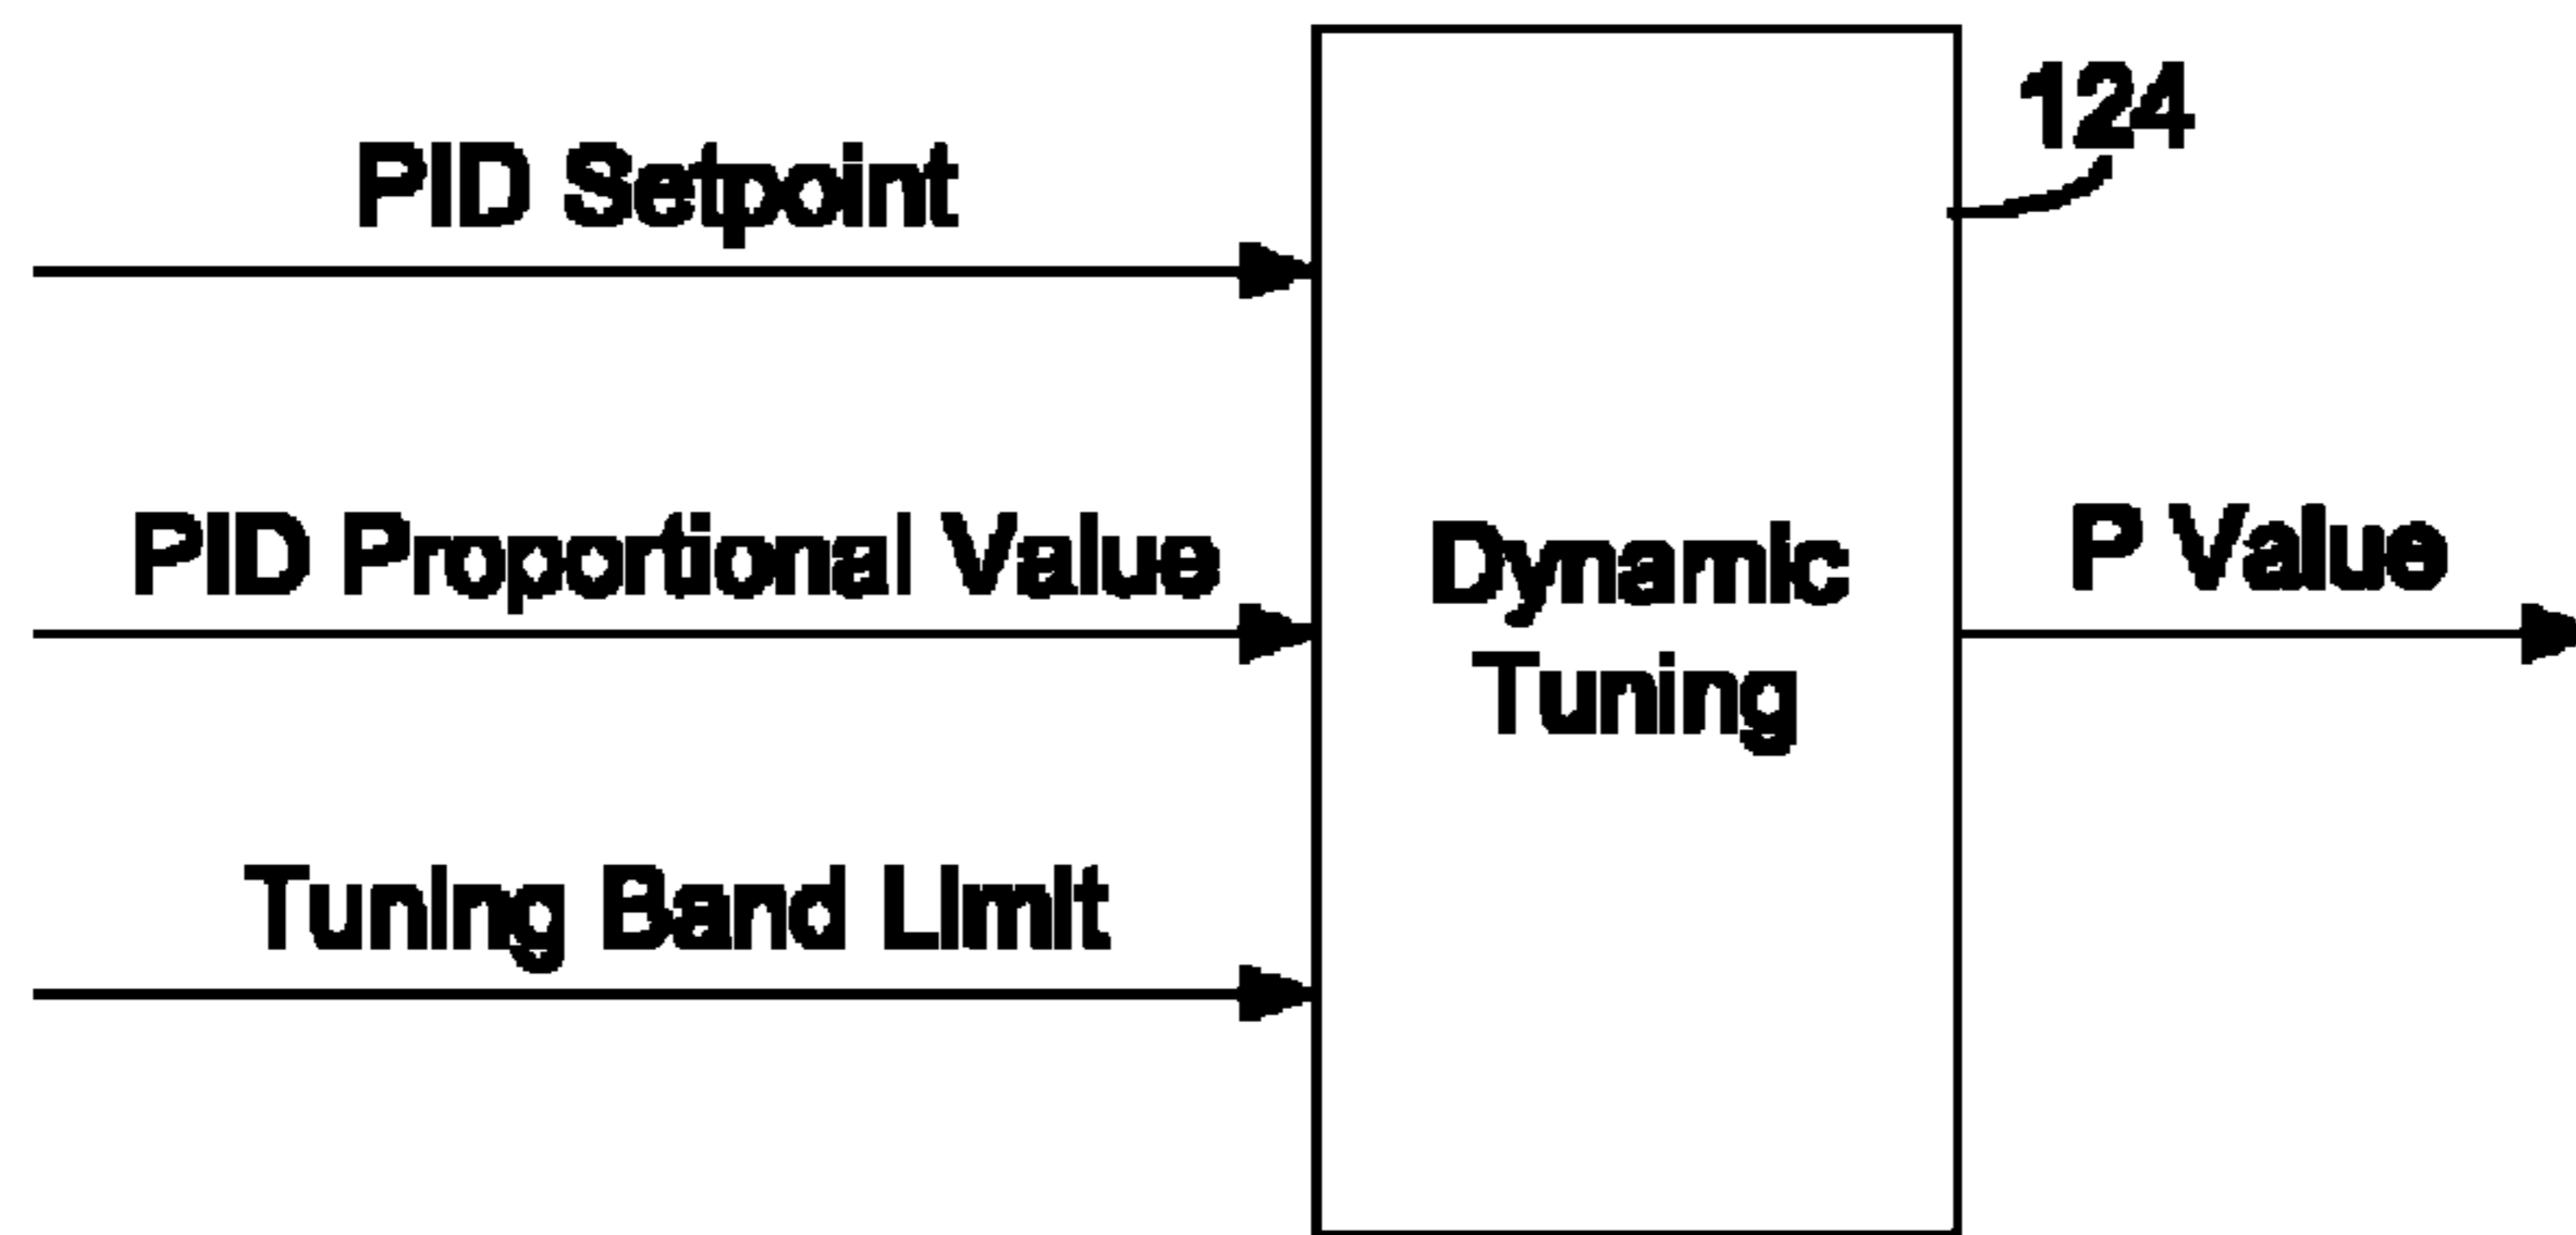 124
PID Setpoint
PID Proportional Value
Dynamic
Tuning
P Value
Tuning Band Limit